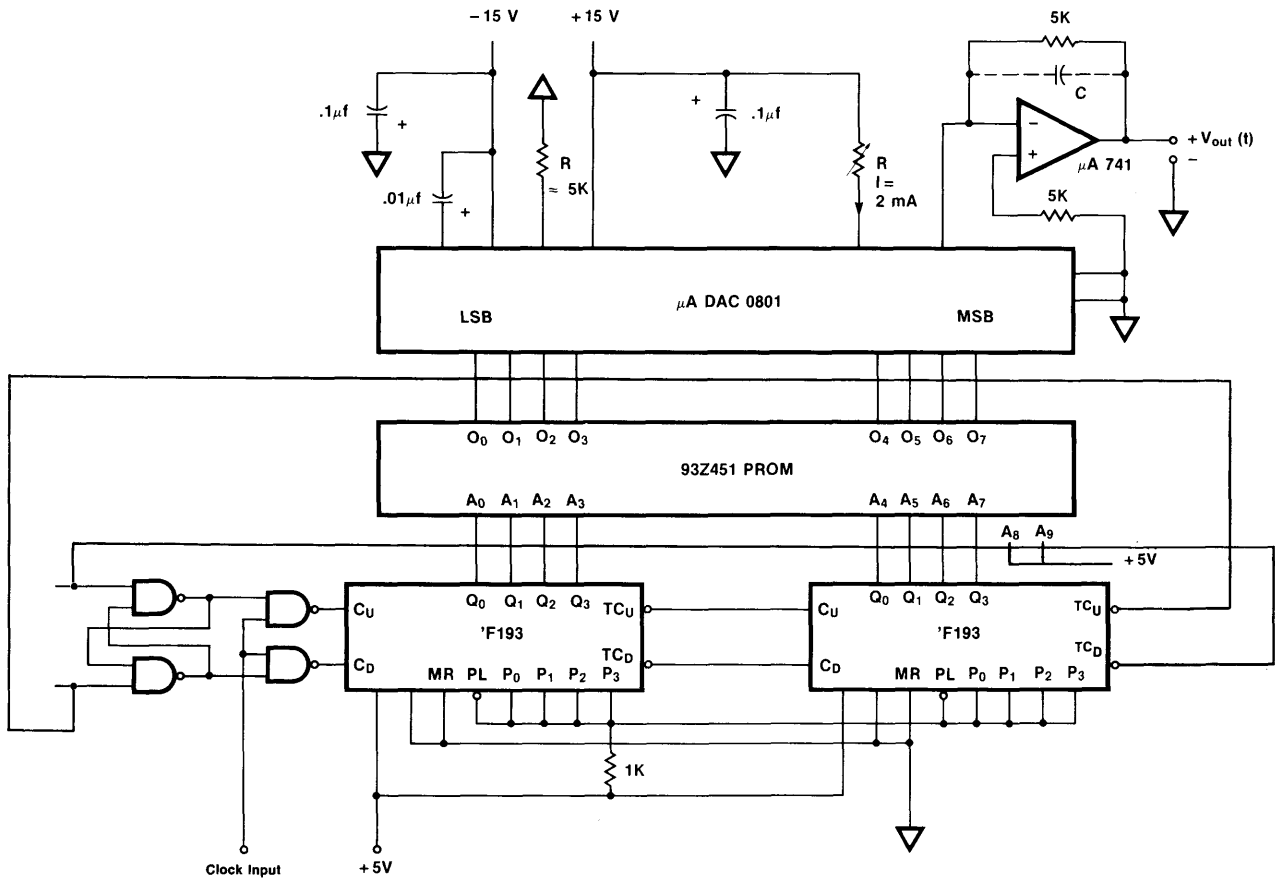 − 15 V
+ 15 V
5K
.1μf
+
+
.1μf
C
−
+
μA 741
+ Vout (t)
−
R
≈ 5K
R
I =
2 mA
.01μf
+
5K
μA DAC 0801
LSB
MSB
O0 O1 O2 O3
O4 O5 O6 O7
93Z451 PROM
A0 A1 A2 A3
A4 A5 A6 A7
A8 A9
+ 5V
CU
Q0 Q1 Q2 Q3
TCU
'F193
CD
TCD
MR PL P0 P1 P2 P3
CU
Q0 Q1 Q2 Q3
TCU
'F193
CD
TCD
MR PL P0 P1 P2 P3
1K
Clock Input
+ 5V